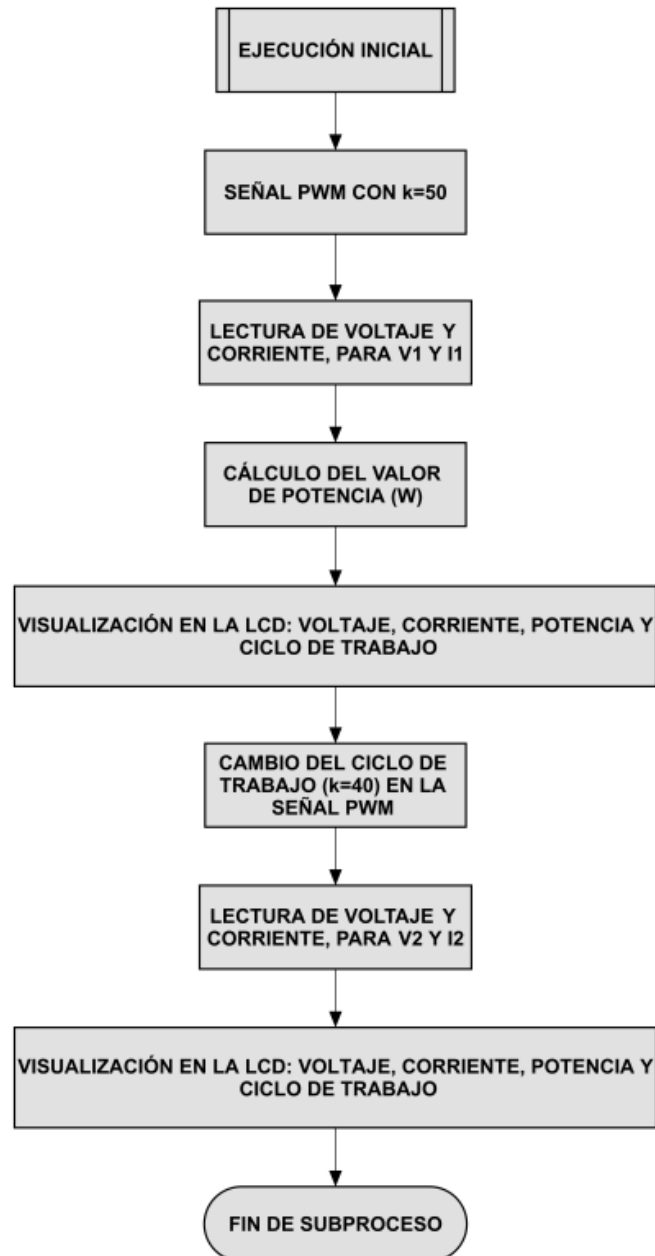 EJECUCIÓN INICIAL
SEÑAL PWM CON k=50
LECTURA DE VOLTAJE Y
CORRIENTE, PARA V1 Y I1
CÁLCULO DEL VALOR
DE POTENCIA (W)
VISUALIZACIÓN EN LA LCD: VOLTAJE, CORRIENTE, POTENCIA Y
CICLO DE TRABAJO
CAMBIO DEL CICLO DE
TRABAJO (k=40) EN LA
SEÑAL PWM
LECTURA DE VOLTAJE Y
CORRIENTE, PARA V2 Y I2
VISUALIZACIÓN EN LA LCD: VOLTAJE, CORRIENTE, POTENCIA Y
CICLO DE TRABAJO
FIN DE SUBPROCESO